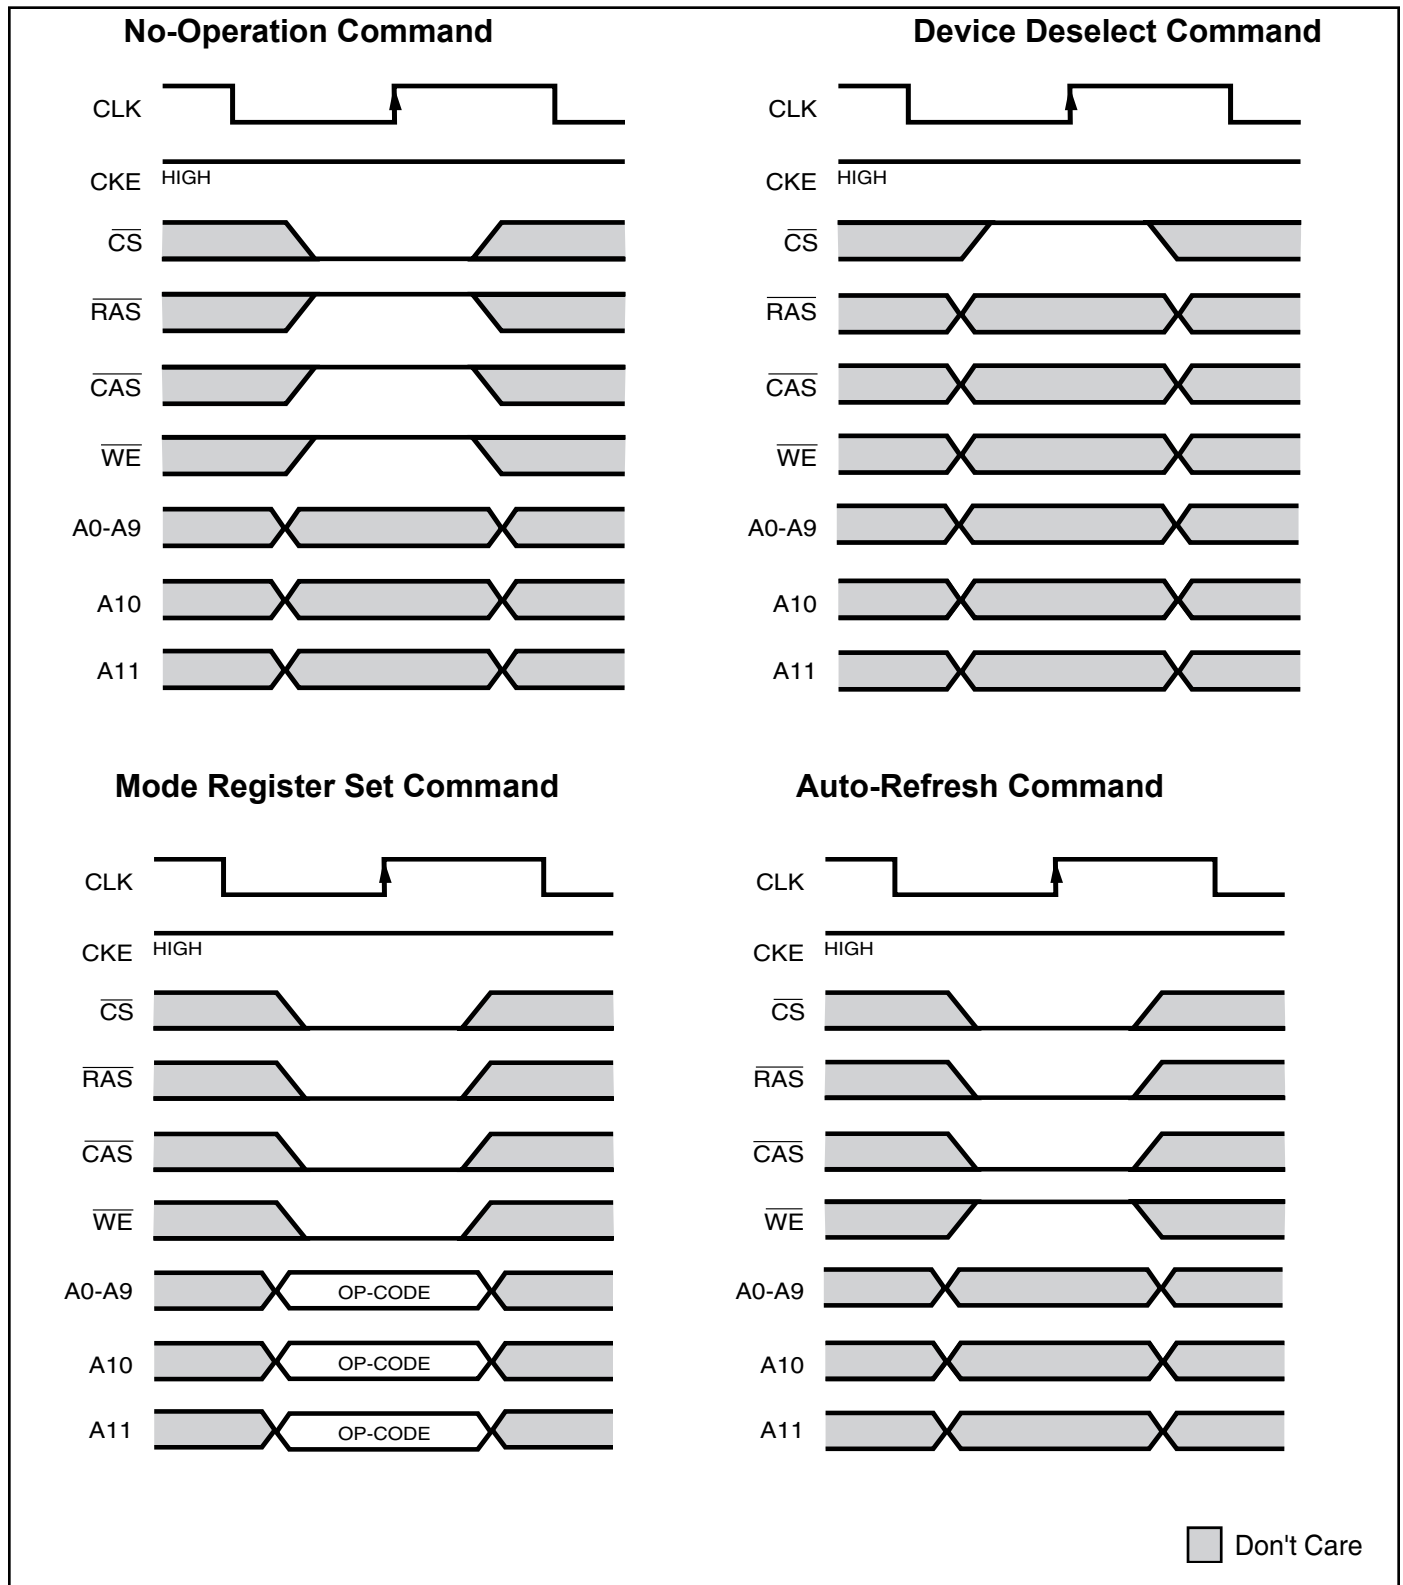 No-Operation Command
CLK
CKE HIGH
CS
RAS
CAS
WE
A0-A9
A10
A11
Device Deselect Command
CLK
CKE HIGH
CS
RAS
CAS
WE
A0-A9
A10
A11
Mode Register Set Command
CLK
CKE HIGH
CS
RAS
CAS
WE
A0-A9 OP-CODE
A10 OP-CODE
A11 OP-CODE
Auto-Refresh Command
CLK
CKE HIGH
CS
RAS
CAS
WE
A0-A9
A10
A11
Don't Care